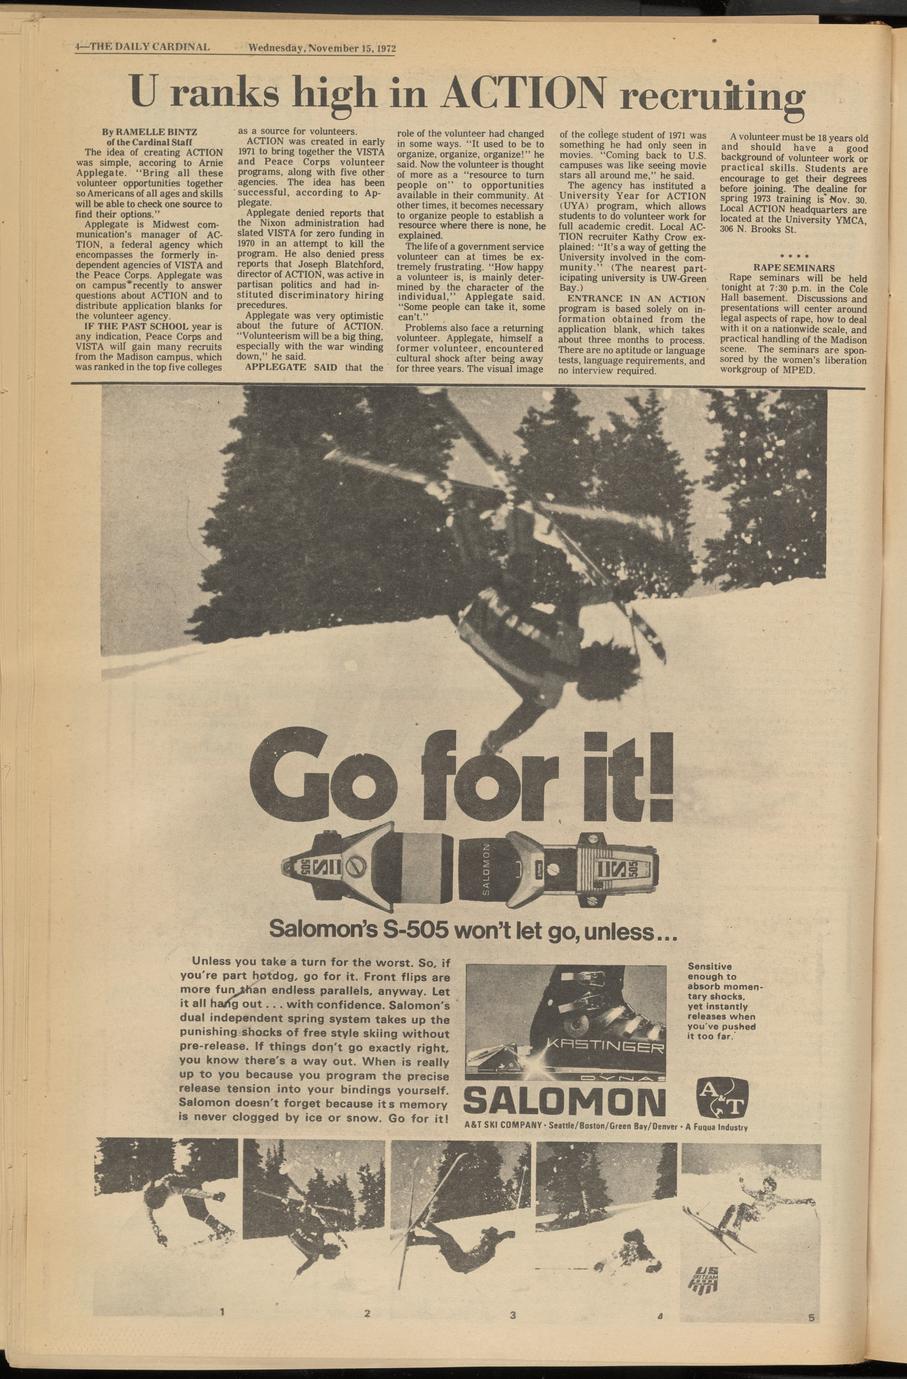 4—THE DAILY CARDINAL Wednesday, November 15, 1972
U ranks high in ACTION recruiting
By RAMELLE BINTZ
of the Cardinal Staff
The idea of creating ACTION
was simple, accoring to Arnie
Applegate. "Bring all these
volunteer opportunities together
so Americans of all ages and skills
will be able to check one source to
find their options."
Applegate is Midwest com-
munication's manager of AC-
TION, a federal agency which
encompasses the formerly in-
dependent agencies of VISTA and
the Peace Corps. Applegate was
on campus recently to answer
questions about ACTION and to
distribute application blanks for
the volunteer agency.
IF THE PAST SCHOOL year is
any indication, Peace Corps and
VISTA will gain many recruits
from the Madison campus, which
was ranked in the top five colleges
as a source for volunteers.
ACTION was created in early
1971 to bring together the VISTA
and Peace Corps volunteer
programs, along with five other
agencies. The idea has been
successful, according to Ap-
plegate.
Applegate denied reports that
the Nixon administration had
slated VISTA for zero funding in
1970 in an attempt to kill the
program. He also denied press
reports that Joseph Blatchford,
director of ACTION, was active in
partisan politics and had in-
stituted discriminatory hiring
procedures.
Applegate was very optimistic
about the future of ACTION.
"Volunteerism will be a big thing,
especially with the war winding
down," he said.
APPLEGATE SAID that the
role of the volunteer had changed
in some ways. "It used to be to
organize, organize, organize!" he
said. Now the volunteer is thought
of more as a "resource to turn
people on" to opportunities
available in their community. At
other times, it becomes necessary
to organize people to establish a
resource where there is none, he
explained.
The life of a government service
volunteer can at times be ex-
tremely frustrating. "How happy
a volunteer is, is mainly deter-
mined by the character of the
individual," Applegate said.
"Some people can take it, some
can't."
Problems also face a returning
volunteer. Applegate, himself a
former volunteer, encountered
cultural shock after being away
for three years. The visual image
of the college student of 1971 was
something he had only seen in
movies. "Coming back to U.S.
campuses was like seeing movie
stars all around me," he said.
The agency has instituted a
University Year for ACTION
(UYA) program, which allows
students to do volunteer work for
full academic credit. Local AC-
TION recruiter Kathy Crow ex-
plained: "It's a way of getting the
University involved in the com-
munity." (The nearest part-
icipating university is UW-Green
Bay.)
ENTRANCE IN AN ACTION
program is based solely on in-
formation obtained from the
application blank, which takes
about three months to process.
There are no aptitude or language
tests, language requirements, and
no interview required.
A volunteer must be 18 years old
and should have a good
background of volunteer work or
practical skills. Students are
encourage to get their degrees
before joining. The dealine for
spring 1973 training is Nov. 30.
Local ACTION headquarters are
located at the University YMCA,
306 N. Brooks St.
* * * *
RAPE SEMINARS
Rape seminars will be held
tonight at 7:30 p.m. in the Cole
Hall basement. Discussions and
presentations will center around
legal aspects of rape, how to deal
with it on a nationwide scale, and
practical handling of the Madison
scene. The seminars are spon-
sored by the women's liberation
workgroup of MPED.
Go for it!
505
SALOMON
505
Salomon's S-505 won't let go, unless...
Unless you take a turn for the worst. So, if
you're part hotdog, go for it. Front flips are
more fun than endless parallels, anyway. Let
it all hang out . . . with confidence. Salomon's
dual independent spring system takes up the
punishing shocks of free style skiing without
pre-release. If things don't go exactly right,
you know there's a way out. When is really
up to you because you program the precise
release tension into your bindings yourself.
Salomon doesn't forget because its memory
is never clogged by ice or snow. Go for it!
KASTINGER
DYNA
Sensitive
enough to
absorb momen-
tary shocks,
yet instantly
releases when
you've pushed
it too far.
SALOMON
A&T
A&T SKI COMPANY • Seattle/Boston/Green Bay/Denver • A Fuqua Industry
US
SKI TEAM
1
2
3
4
5